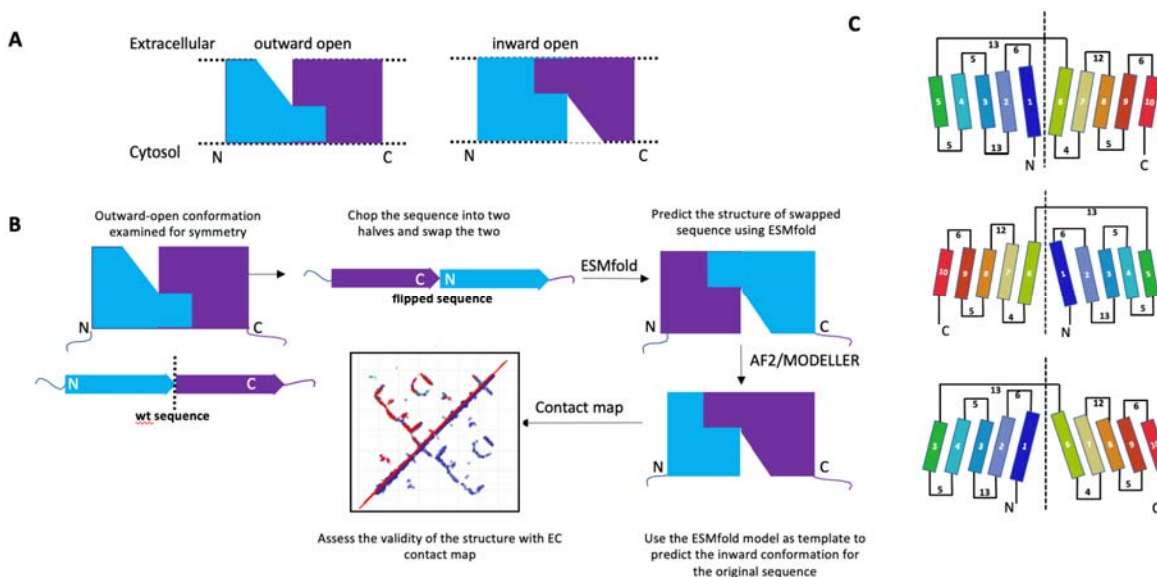 A
Extracellular
outward open
inward open
Cytosol
N
C
N
C
B
Outward-open conformation
examined for symmetry
N
C
N
C
wt sequence
Chop the sequence into two
halves and swap the two
C N
flipped sequence
ESMfold
Predict the structure of swapped
sequence using ESMfold
N
C
AF2/MODELLER
N
C
Use the ESMfold model as template to
predict the inward conformation for
the original sequence
Contact map
Assess the validity of the structure with EC
contact map
C
13
5 6 12 6
5 4 3 2 1 6 7 8 9 10
5 13 4 5
N C
13
6 12 6 5
10 9 8 7 6 1 2 3 4 5
5 4 13 5
C N
13
5 6 12 6
5 4 3 2 1 6 7 8 9 10
5 13 4 5
N C